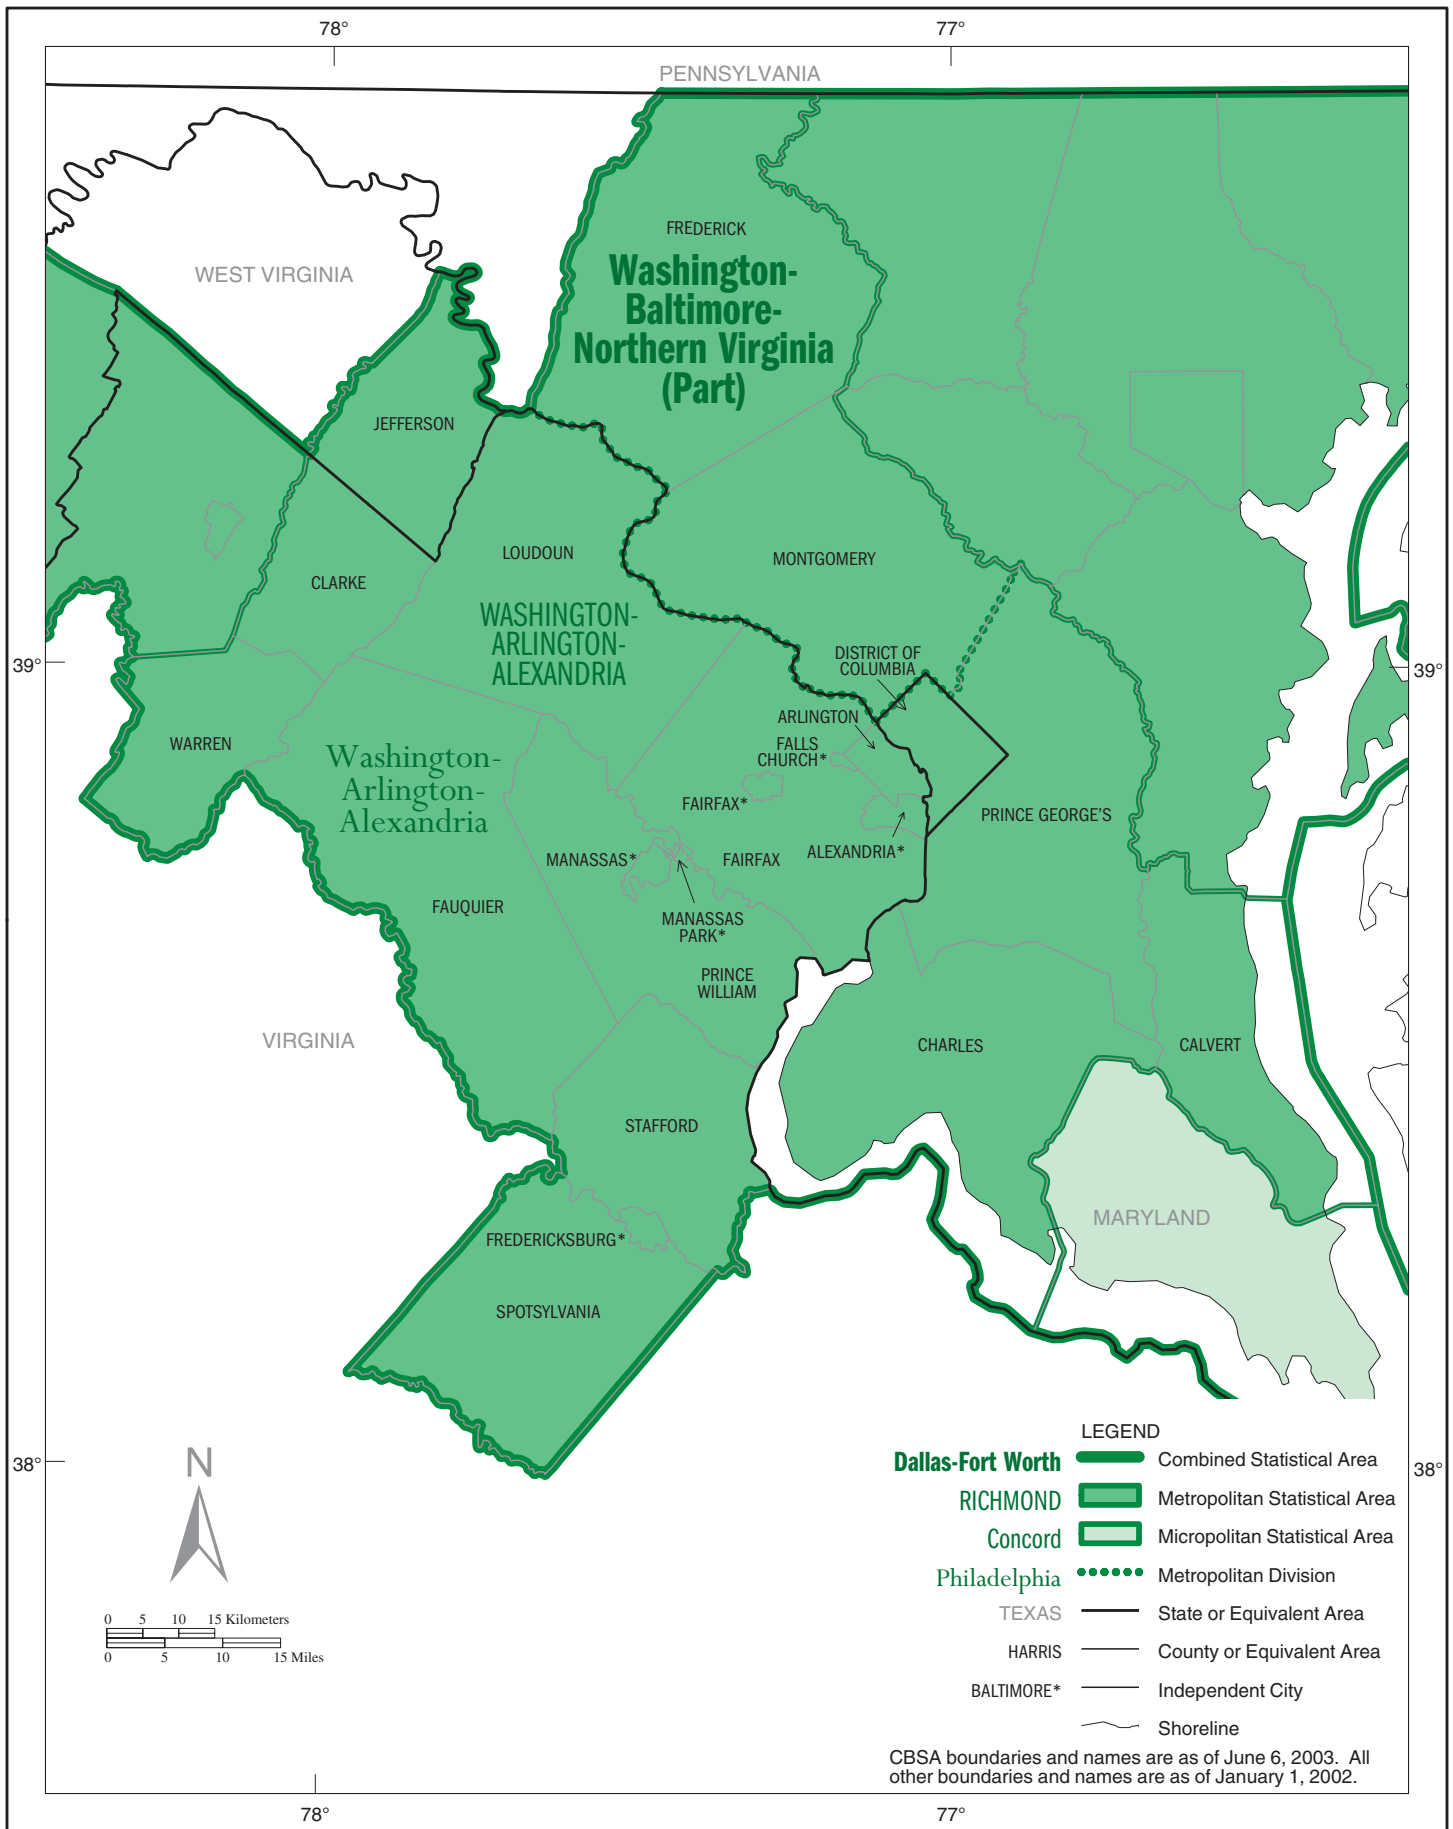 78°
77°
PENNSYLVANIA
FREDERICK
Washington-
Baltimore-
Northern Virginia
(Part)
WEST VIRGINIA
JEFFERSON
LOUDOUN
MONTGOMERY
CLARKE
WASHINGTON-
ARLINGTON-
ALEXANDRIA
DISTRICT OF
COLUMBIA
39°
39°
ARLINGTON
WARREN
FALLS
CHURCH*
Washington-
Arlington-
Alexandria
FAIRFAX*
PRINCE GEORGE'S
MANASSAS*
FAIRFAX
ALEXANDRIA*
FAUQUIER
MANASSAS
PARK*
PRINCE
WILLIAM
VIRGINIA
CHARLES
CALVERT
STAFFORD
MARYLAND
FREDERICKSBURG*
SPOTSYLVANIA
38°
38°
N
0 5 10 15 Kilometers
0 5 10 15 Miles
LEGEND
Dallas-Fort Worth Combined Statistical Area
RICHMOND Metropolitan Statistical Area
Concord Micropolitan Statistical Area
Philadelphia Metropolitan Division
TEXAS State or Equivalent Area
HARRIS County or Equivalent Area
BALTIMORE* Independent City
Shoreline
CBSA boundaries and names are as of June 6, 2003. All
other boundaries and names are as of January 1, 2002.
78°
77°